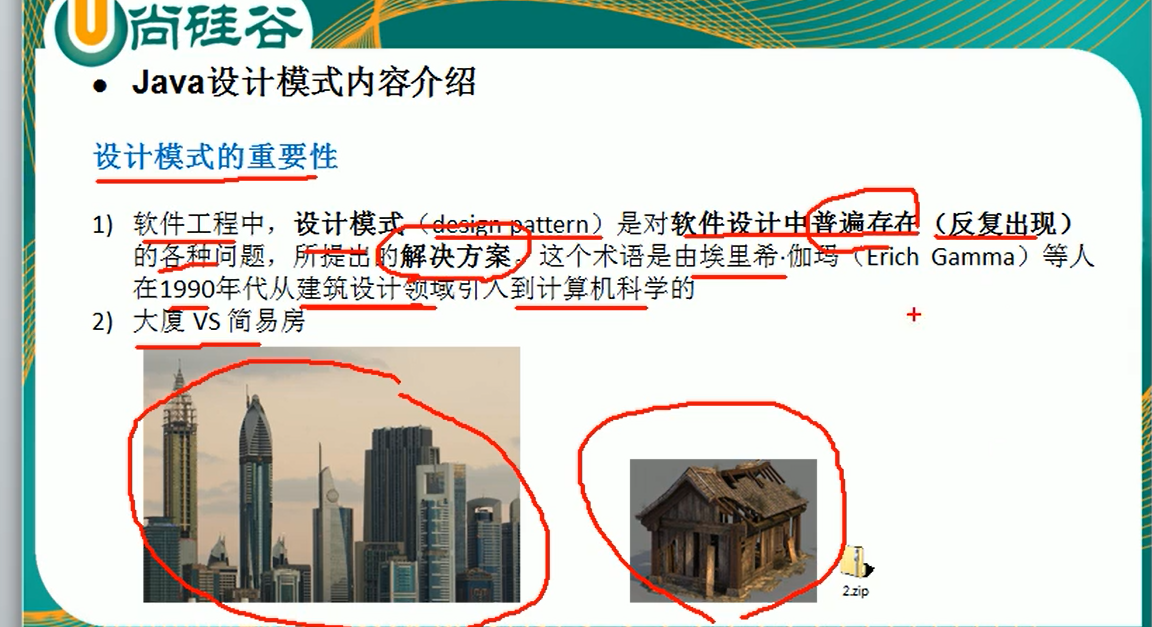 尚硅谷
● Java设计模式内容介绍
设计模式的重要性
1) 软件工程中，设计模式（design pattern）是对软件设计中普遍存在（反复出现）
的各种问题，所提出的解决方案。这个术语是由埃里希·伽玛（Erich Gamma）等人
在1990年代从建筑设计领域引入到计算机科学的
2) 大厦 VS 简易房
2.zip